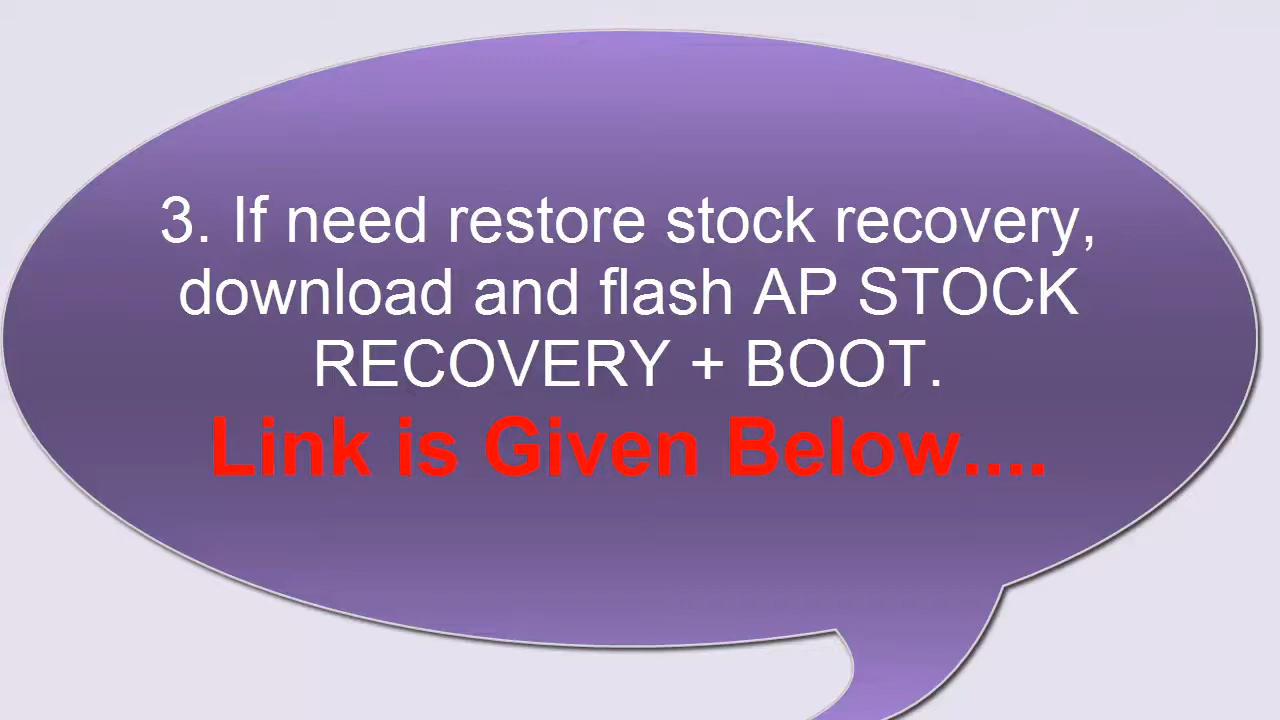 3. If need restore stock recovery,
download and flash AP STOCK
RECOVERY + BOOT.
Link is Given Below....